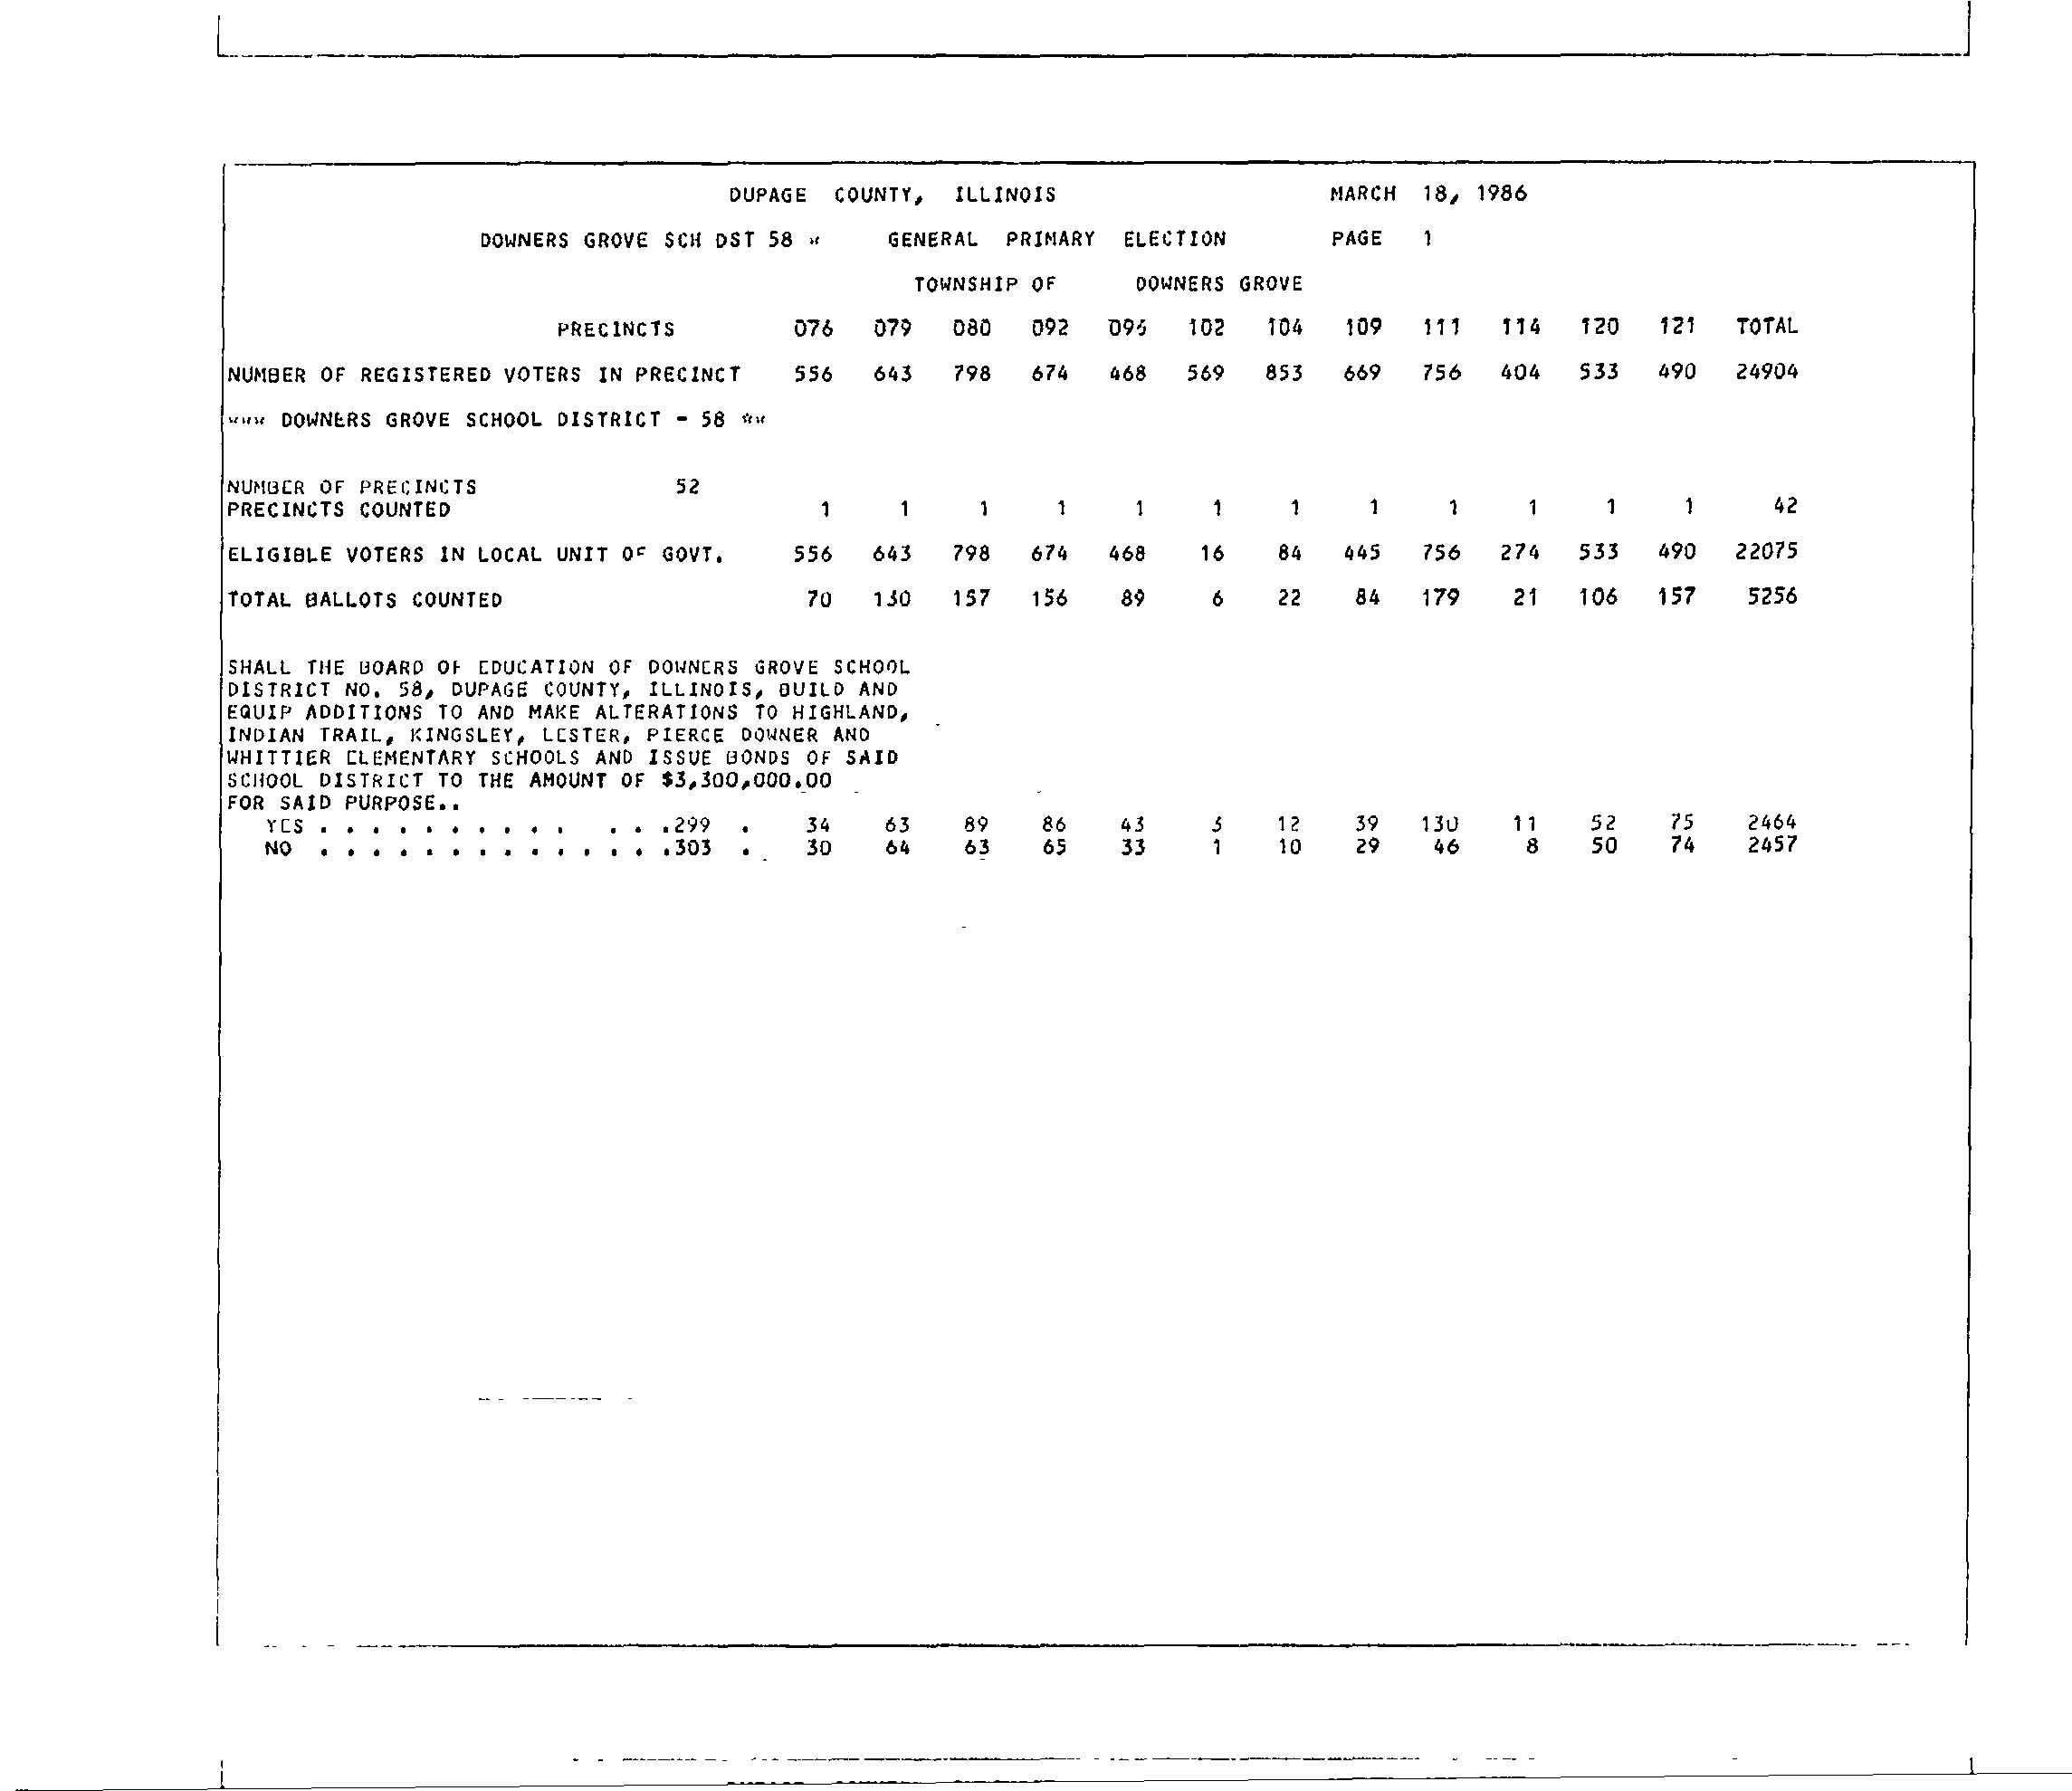 DUPAGE COUNTY, ILLINOIS MARCH 18, 1986
DOWNERS GROVE SCH DST 58 * GENERAL PRIMARY ELECTION PAGE 1
TOWNSHIP OF DOWNERS GROVE
PRECINCTS 076 079 080 092 095 102 104 109 111 114 120 121 TOTAL
NUMBER OF REGISTERED VOTERS IN PRECINCT 556 643 798 674 468 569 853 669 756 404 533 490 24904
*** DOWNERS GROVE SCHOOL DISTRICT - 58 **
NUMBER OF PRECINCTS 52
PRECINCTS COUNTED 1 1 1 1 1 1 1 1 1 1 1 1 42
ELIGIBLE VOTERS IN LOCAL UNIT OF GOVT. 556 643 798 674 468 16 84 445 756 274 533 490 22075
TOTAL BALLOTS COUNTED 70 130 157 156 89 6 22 84 179 21 106 157 5256
SHALL THE BOARD OF EDUCATION OF DOWNERS GROVE SCHOOL
DISTRICT NO. 58, DUPAGE COUNTY, ILLINOIS, BUILD AND
EQUIP ADDITIONS TO AND MAKE ALTERATIONS TO HIGHLAND,
INDIAN TRAIL, KINGSLEY, LESTER, PIERCE DOWNER AND
WHITTIER ELEMENTARY SCHOOLS AND ISSUE BONDS OF SAID
SCHOOL DISTRICT TO THE AMOUNT OF $3,300,000.00
FOR SAID PURPOSE..
YES . . . . . . . . . . . . .299 . 34 63 89 86 43 3 12 39 130 11 52 75 2464
NO . . . . . . . . . . . . . .303 . 30 64 63 65 33 1 10 29 46 8 50 74 2457